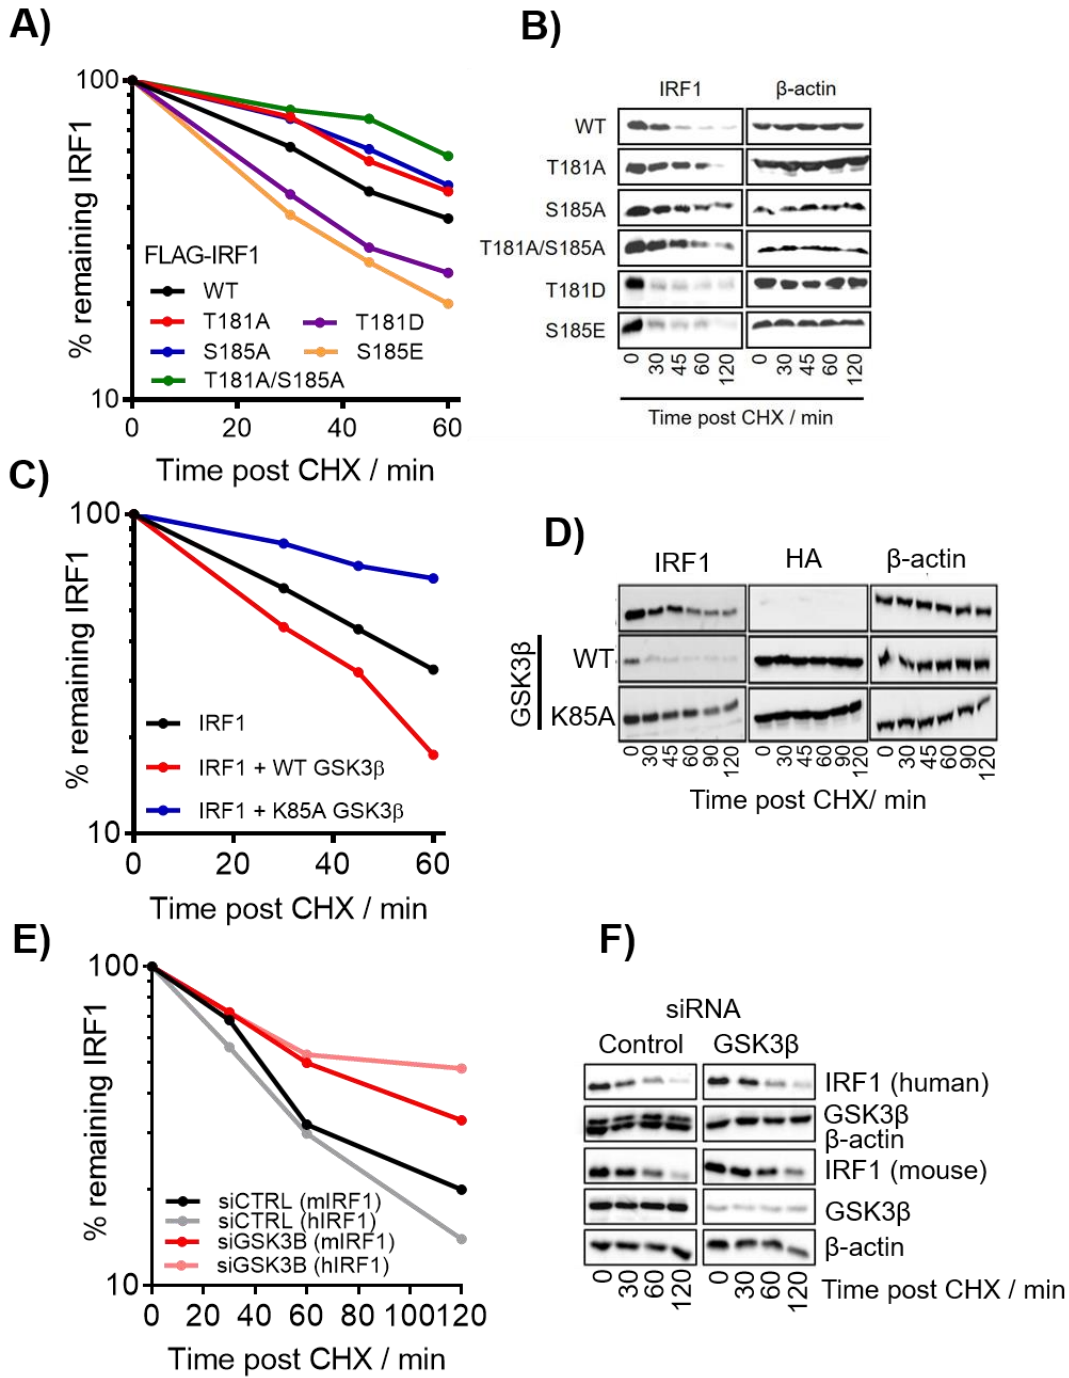 A)
100
% remaining IRF1
FLAG-IRF1
WT
T181A
T181D
S185A
S185E
T181A/S185A
10
0 20 40 60
Time post CHX / min
B)
IRF1 β-actin
WT
T181A
S185A
T181A/S185A
T181D
S185E
0 30 45 60 120 0 30 45 60 120
Time post CHX / min
C)
100
% remaining IRF1
IRF1
IRF1 + WT GSK3β
IRF1 + K85A GSK3β
10
0 20 40 60
Time post CHX / min
D)
IRF1 HA β-actin
GSK3β
WT
K85A
0 30 45 60 90 120 0 30 45 60 90 120 0 30 45 60 90 120
Time post CHX/ min
E)
100
% remaining IRF1
siCTRL (mIRF1)
siCTRL (hIRF1)
siGSK3B (mIRF1)
siGSK3B (hIRF1)
10
0 20 40 60 80 100 120
Time post CHX / min
F)
siRNA
Control GSK3β
IRF1 (human)
GSK3β
β-actin
IRF1 (mouse)
GSK3β
β-actin
0 30 60 120 0 30 60 120 Time post CHX / min